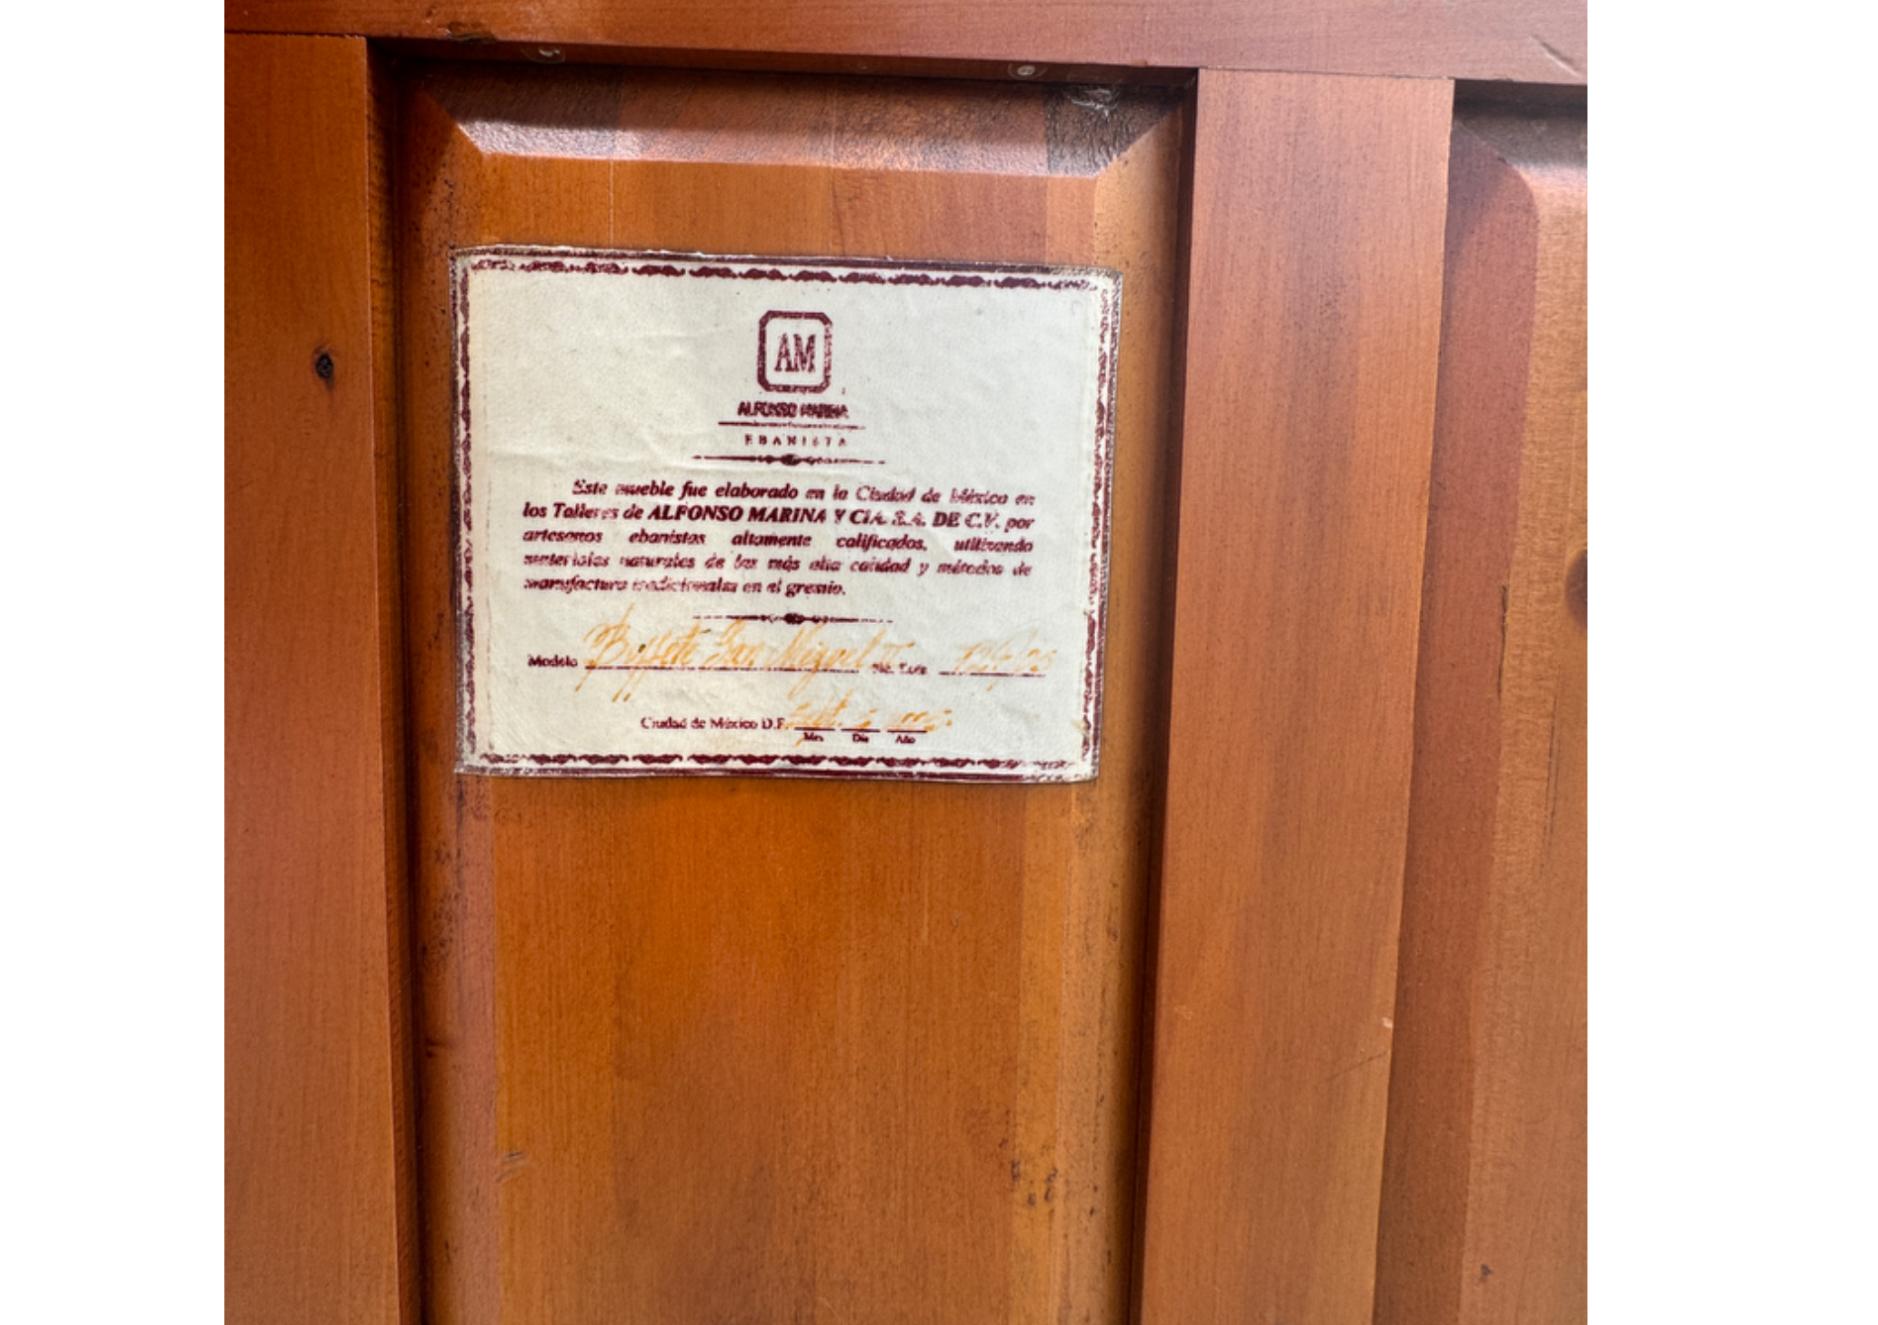 AM
ALFONSO MARINA
EBANISTA
Este mueble fue elaborado en la Ciudad de México en
los Talleres de ALFONSO MARINA Y CIA. S.A. DE C.V. por
artesanos ebanistas altamente calificados, utilizando
materiales naturales de las más alta calidad y métodos de
manufactura tradicionales en el gremio.
Modelo Buffete San Miguel
Ciudad de México D.F.
Mes Día Año